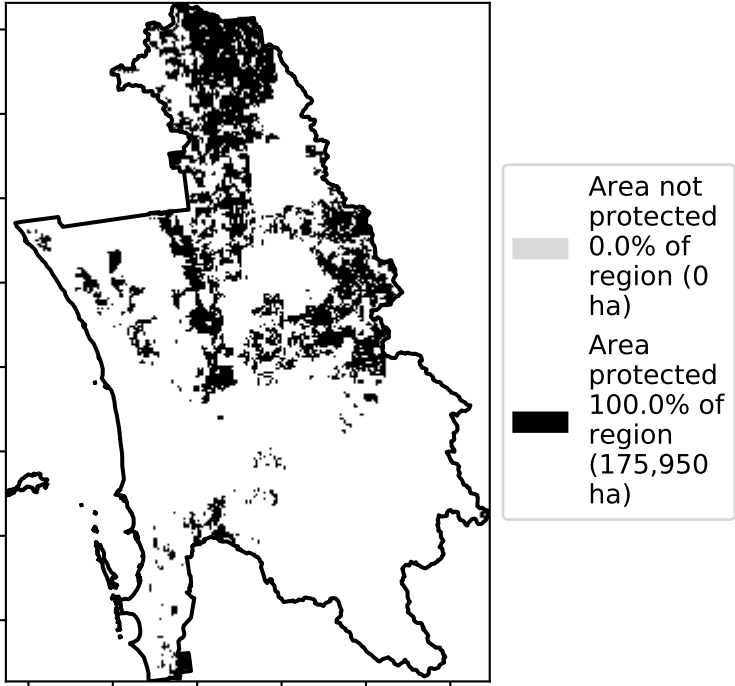 Area not
protected
0.0% of
region (0
ha)
Area
protected
100.0% of
region
(175,950
ha)